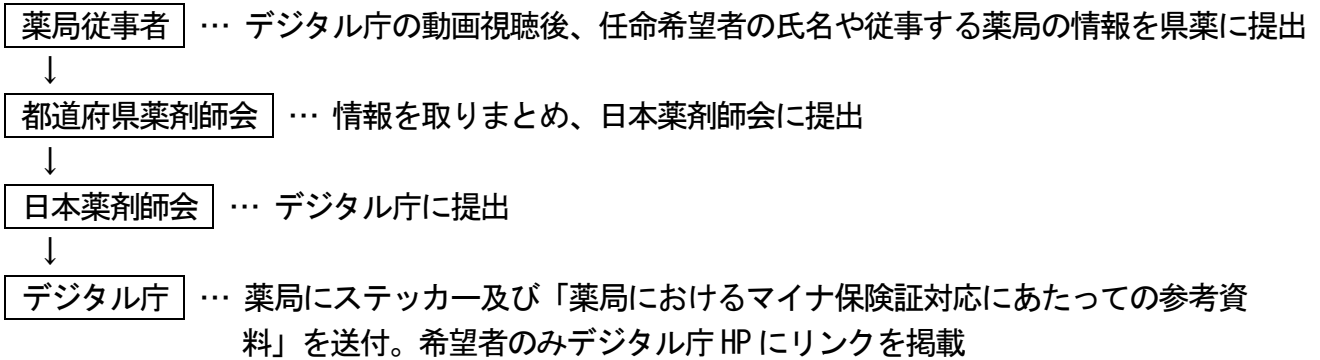 薬局従事者 … デジタル庁の動画視聴後、任命希望者の氏名や従事する薬局の情報を県薬に提出
↓
都道府県薬剤師会 … 情報を取りまとめ、日本薬剤師会に提出
↓
日本薬剤師会 … デジタル庁に提出
↓
デジタル庁 … 薬局にステッカー及び「薬局におけるマイナ保険証対応にあたっての参考資
料」を送付。希望者のみデジタル庁 HP にリンクを掲載